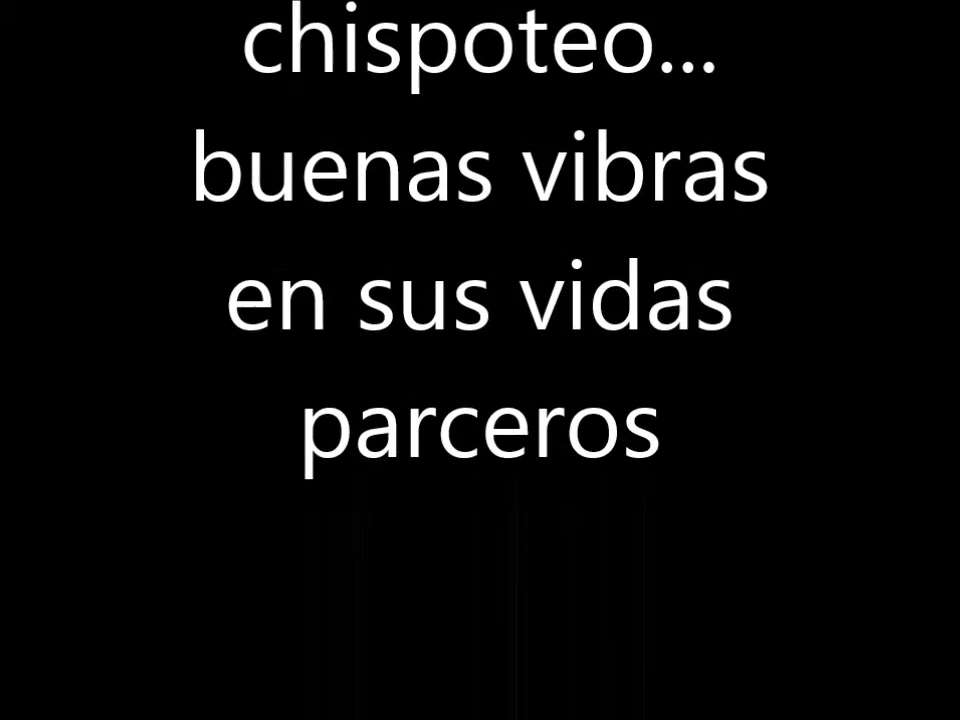 chispoteo...
buenas vibras
en sus vidas
parceros